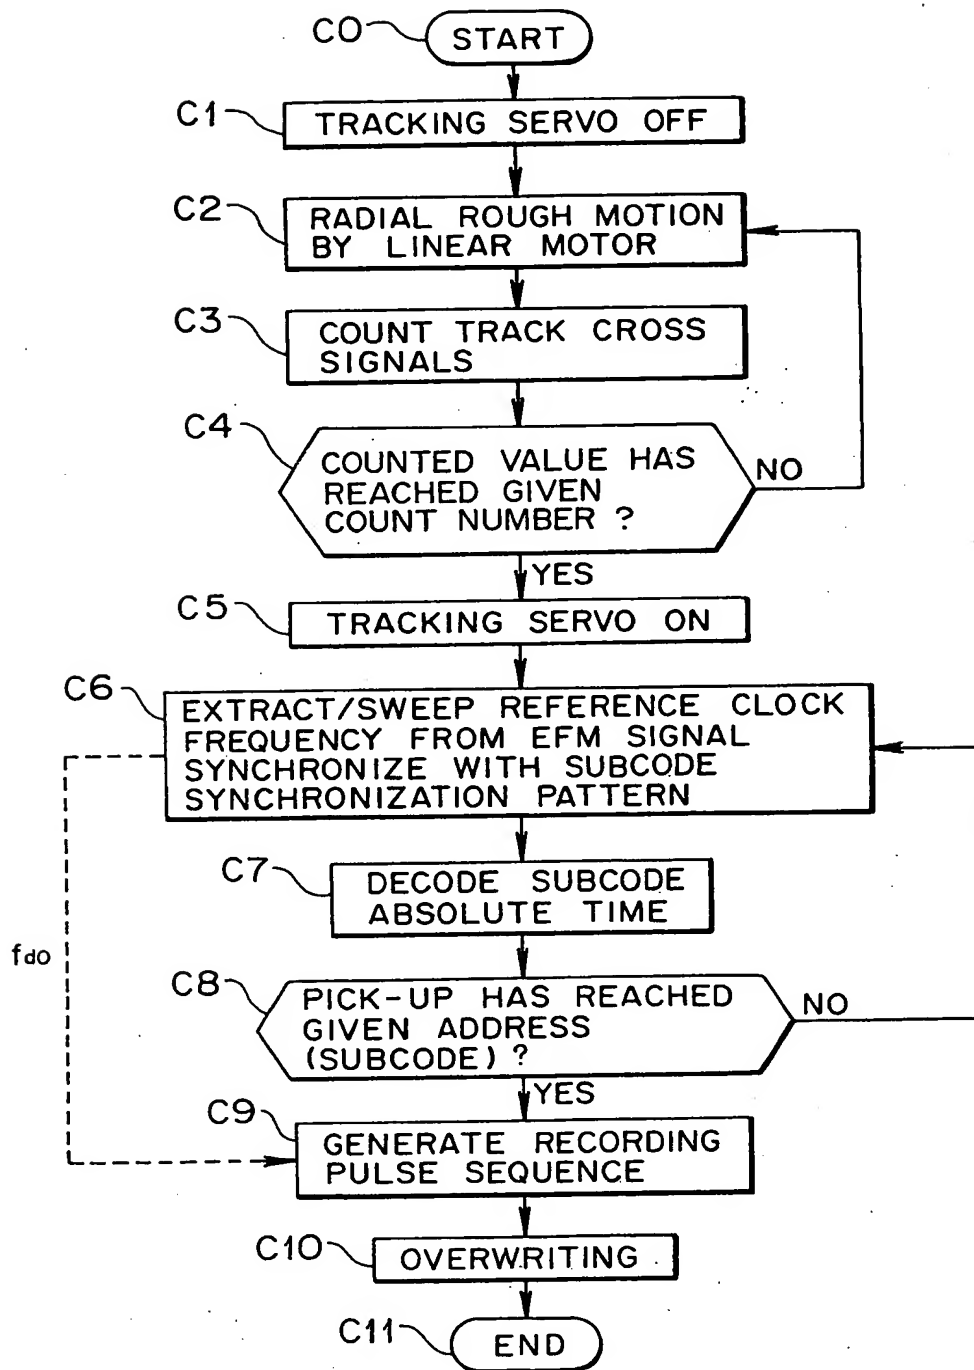 C0
START
C1
TRACKING SERVO OFF
C2
RADIAL ROUGH MOTION
BY LINEAR MOTOR
C3
COUNT TRACK CROSS
SIGNALS
C4
COUNTED VALUE HAS
REACHED GIVEN
COUNT NUMBER ?
NO
YES
C5
TRACKING SERVO ON
C6
EXTRACT/SWEEP REFERENCE CLOCK
FREQUENCY FROM EFM SIGNAL
SYNCHRONIZE WITH SUBCODE
SYNCHRONIZATION PATTERN
C7
DECODE SUBCODE
ABSOLUTE TIME
fdo
C8
PICK-UP HAS REACHED
GIVEN ADDRESS
(SUBCODE) ?
NO
YES
C9
GENERATE RECORDING
PULSE SEQUENCE
C10
OVERWRITING
C11
END